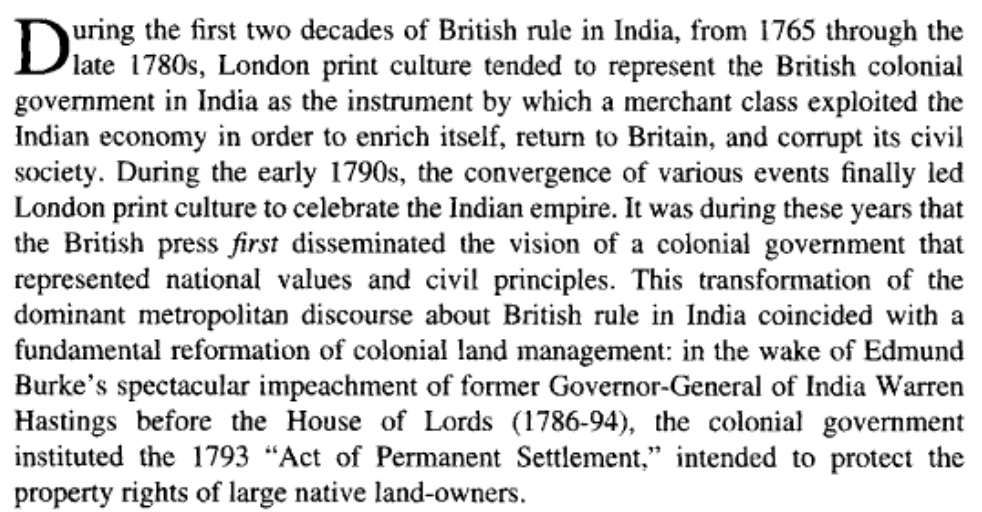 During the first two decades of British rule in India, from 1765 through the
late 1780s, London print culture tended to represent the British colonial
government in India as the instrument by which a merchant class exploited the
Indian economy in order to enrich itself, return to Britain, and corrupt its civil
society. During the early 1790s, the convergence of various events finally led
London print culture to celebrate the Indian empire. It was during these years that
the British press first disseminated the vision of a colonial government that
represented national values and civil principles. This transformation of the
dominant metropolitan discourse about British rule in India coincided with a
fundamental reformation of colonial land management: in the wake of Edmund
Burke's spectacular impeachment of former Governor-General of India Warren
Hastings before the House of Lords (1786-94), the colonial government
instituted the 1793 “Act of Permanent Settlement,” intended to protect the
property rights of large native land-owners.